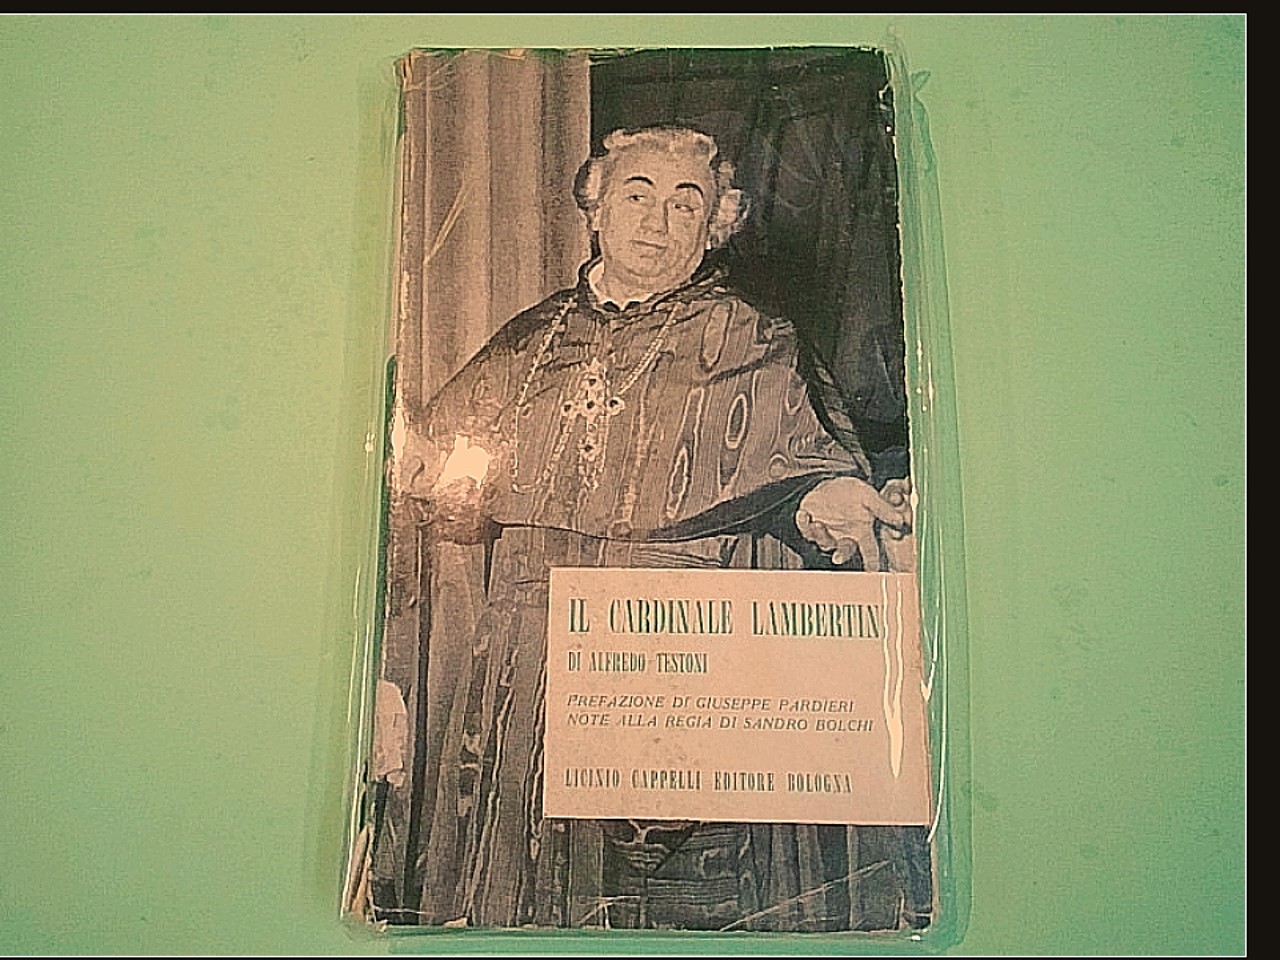 IL CARDINALE LAMBERTIN
DI ALFREDO TESTONI
PREFAZIONE DI GIUSEPPE PARDIERI
NOTE ALLA REGIA DI SANDRO BOLCHI
LICINIO CAPPELLI EDITORE BOLOGNA